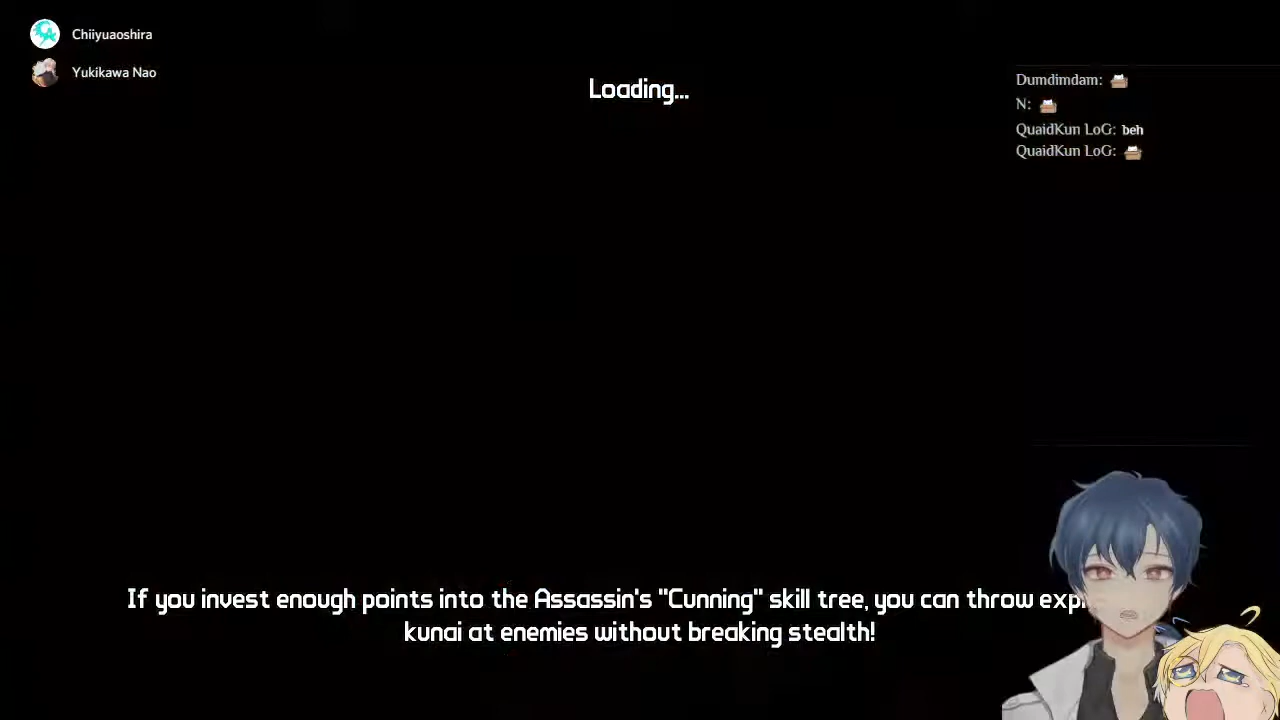 Chiiyuaoshira
Yukikawa Nao
Loading...
Dumdimdam:
N:
QuaidKun LoG: beh
QuaidKun LoG:
If you invest enough points into the Assassin's "Cunning" skill tree, you can throw
kunai at enemies without breaking stealth!